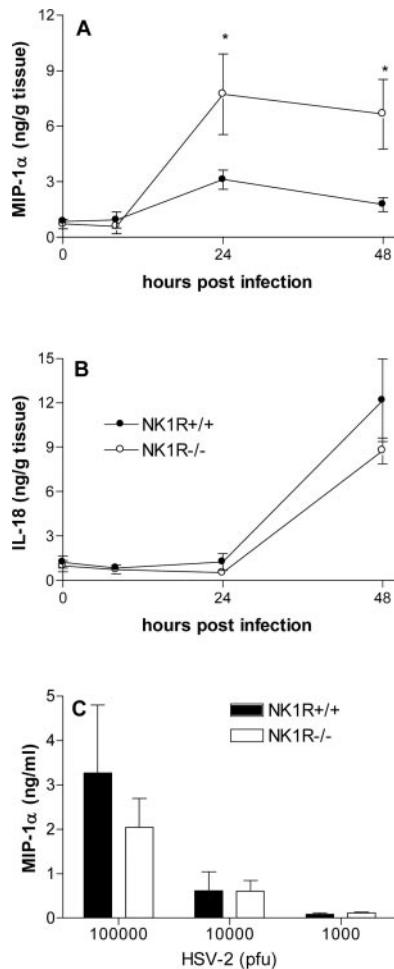 A
12
9
6
3
0
MIP-1α (ng/g tissue)
*
*
0
24
48
hours post infection
B
15
12
9
6
3
0
IL-18 (ng/g tissue)
NK1R+/+
NK1R-/-
0
24
48
hours post infection
C
5
4
3
2
1
0
MIP-1α (ng/ml)
NK1R+/+
NK1R-/-
100000
10000
1000
HSV-2 (pfu)